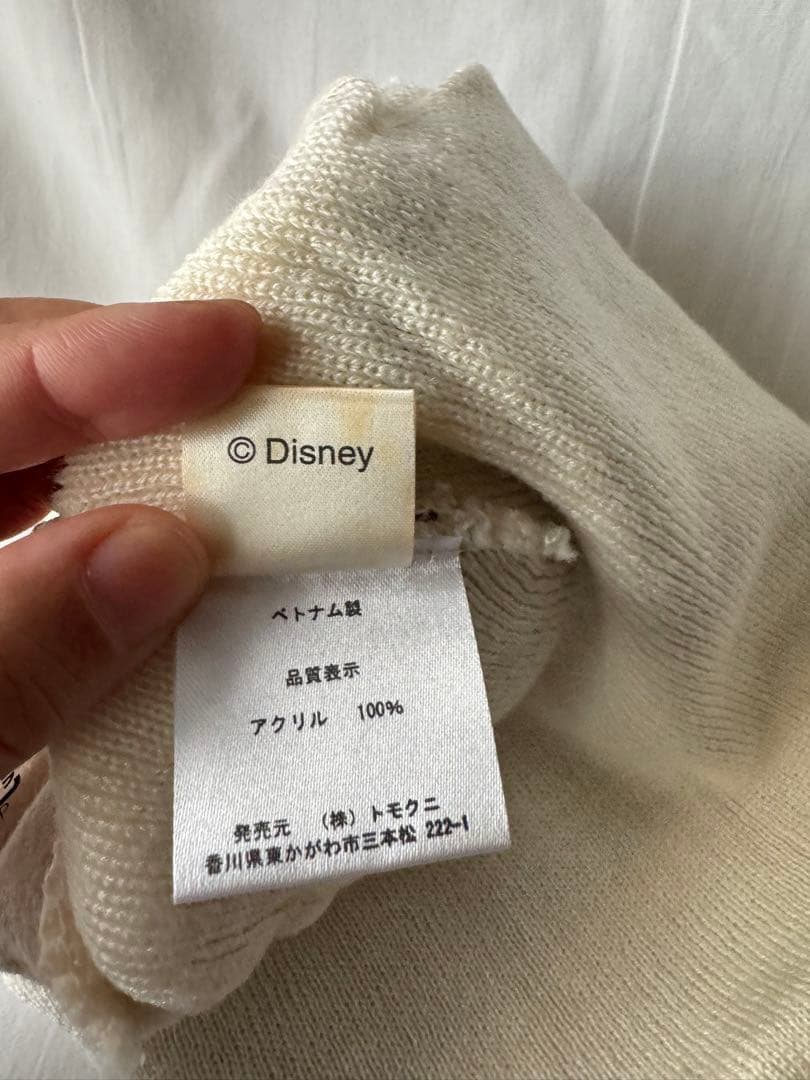 © Disney
ベトナム製
品質表示
アクリル 100%
発売元 (株)トモクニ
香川県東かがわ市三本松 222-1